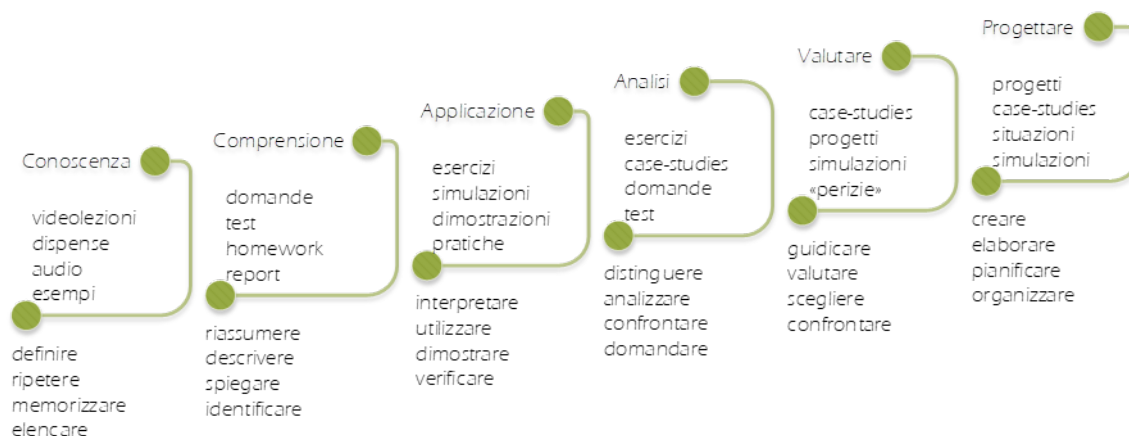 Conoscenza
videolezioni
dispense
audio
esempi
definire
ripetere
memorizzare
elencare
Comprensione
domande
test
homework
report
riassumere
descrivere
spiegare
identificare
Applicazione
esercizi
simulazioni
dimostrazioni
pratiche
interpretare
utilizzare
dimostrare
verificare
Analisi
esercizi
case-studies
domande
test
distinguere
analizzare
confrontare
domandare
Valutare
case-studies
progetti
simulazioni
«perizie»
guidicare
valutare
scegliere
confrontare
Progettare
progetti
case-studies
situazioni
simulazioni
creare
elaborare
pianificare
organizzare